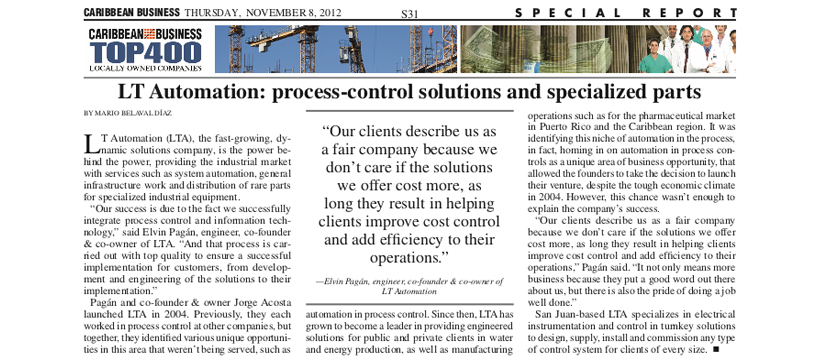 CARIBBEAN BUSINESS THURSDAY, NOVEMBER 8, 2012
S31
SPECIAL REPORT
CARIBBEAN BUSINESS
TOP400
LOCALLY OWNED COMPANIES
LT Automation: process-control solutions and specialized parts
BY MARIO BELAVAL DÍAZ
LT Automation (LTA), the fast-growing, dy-
namic solutions company, is the power be-
hind the power, providing the industrial market
with services such as system automation, general
infrastructure work and distribution of rare parts
for specialized industrial equipment.
“Our success is due to the fact we successfully
integrate process control and information tech-
nology,” said Elvin Pagán, engineer, co-founder
& co-owner of LTA. “And that process is car-
ried out with top quality to ensure a successful
implementation for customers, from develop-
ment and engineering of the solutions to their
implementation.”
Pagán and co-founder & owner Jorge Acosta
launched LTA in 2004. Previously, they each
worked in process control at other companies, but
together, they identified various unique opportuni-
ties in this area that weren’t being served, such as
“Our clients describe us as
a fair company because we
don’t care if the solutions
we offer cost more, as
long they result in helping
clients improve cost control
and add efficiency to their
operations.”
—Elvin Pagán, engineer, co-founder & co-owner of
LT Automation
automation in process control. Since then, LTA has
grown to become a leader in providing engineered
solutions for public and private clients in water
and energy production, as well as manufacturing
operations such as for the pharmaceutical market
in Puerto Rico and the Caribbean region. It was
identifying this niche of automation in the process,
in fact, homing in on automation in process con-
trols as a unique area of business opportunity, that
allowed the founders to take the decision to launch
their venture, despite the tough economic climate
in 2004. However, this chance wasn’t enough to
explain the company’s success.
“Our clients describe us as a fair company
because we don’t care if the solutions we offer
cost more, as long they result in helping clients
improve cost control and add efficiency to their
operations,” Pagán said. “It not only means more
business because they put a good word out there
about us, but there is also the pride of doing a job
well done.”
San Juan-based LTA specializes in electrical
instrumentation and control in turnkey solutions
to design, supply, install and commission any type
of control system for clients of every size. ■